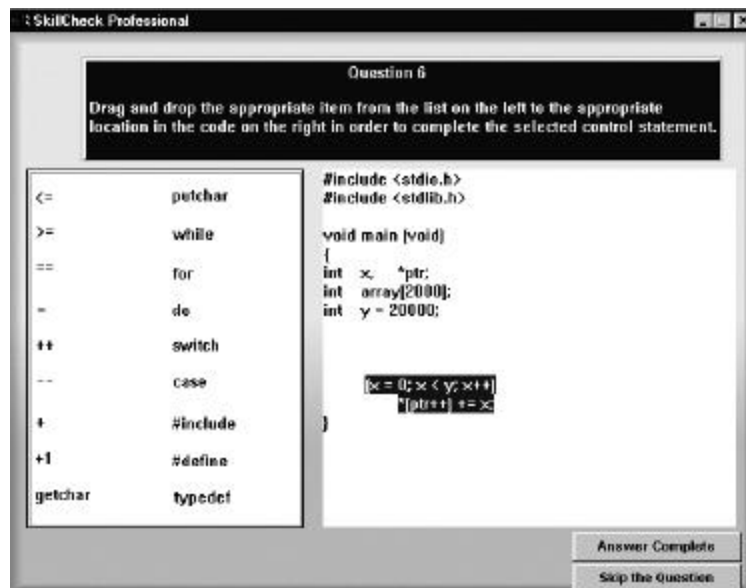 SkillCheck Professional
Question 6
Drag and drop the appropriate item from the list on the left to the appropriate
location in the code on the right in order to complete the selected control statement.
<= putchar
>= while
== for
- do
++ switch
-- case
+ #include
+1 #define
getchar typedef
#include <stdio.h>
#include <stdlib.h>
void main (void)
{
int x, *ptr;
int array[2000];
int y = 20000;
(x = 0; x < y; x++)
*(ptr++) += x;
}
Answer Complete
Skip the Question